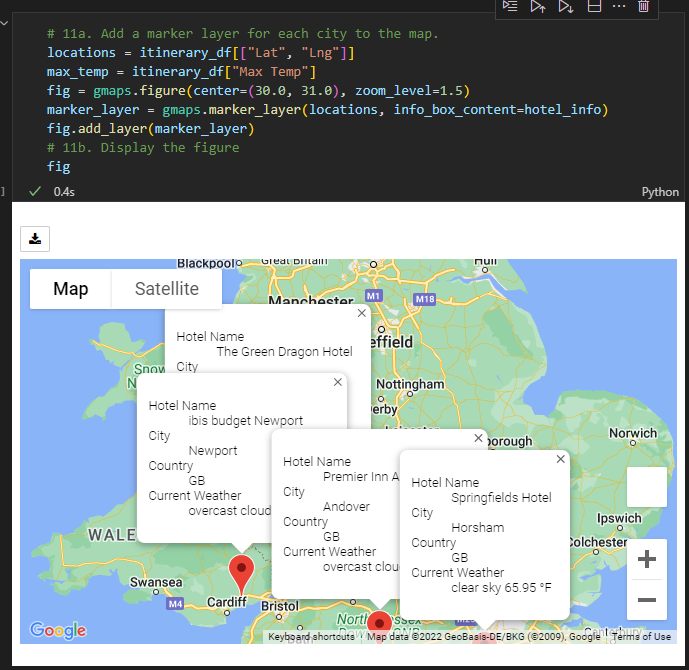 # 11a. Add a marker layer for each city to the map.
locations = itinerary_df[["Lat", "Lng"]]
max_temp = itinerary_df["Max Temp"]
fig = gmaps.figure(center=(30.0, 31.0), zoom_level=1.5)
marker_layer = gmaps.marker_layer(locations, info_box_content=hotel_info)
fig.add_layer(marker_layer)
# 11b. Display the figure
fig
0.4s
Python
Map
Satellite
Blackpool
Great Britain
Hull
Manchester
M1
M18
effield
Snow
N
Nottingham
erby
orough
Norwich
Ipswich
Colchester
WALE
Swansea
M4
Cardiff
Bristol
Hotel Name
The Green Dragon Hotel
City
Hotel Name
ibis budget Newport
City
Newport
Country
GB
Current Weather
overcast cloud
Hotel Name
Premier Inn A
City
Andover
Country
GB
Current Weather
overcast clou
Hotel Name
Springfields Hotel
City
Horsham
Country
GB
Current Weather
clear sky 65.95 °F
Google
Keyboard shortcuts
Map data ©2022 GeoBasis-DE/BKG (©2009), Google
Terms of Use